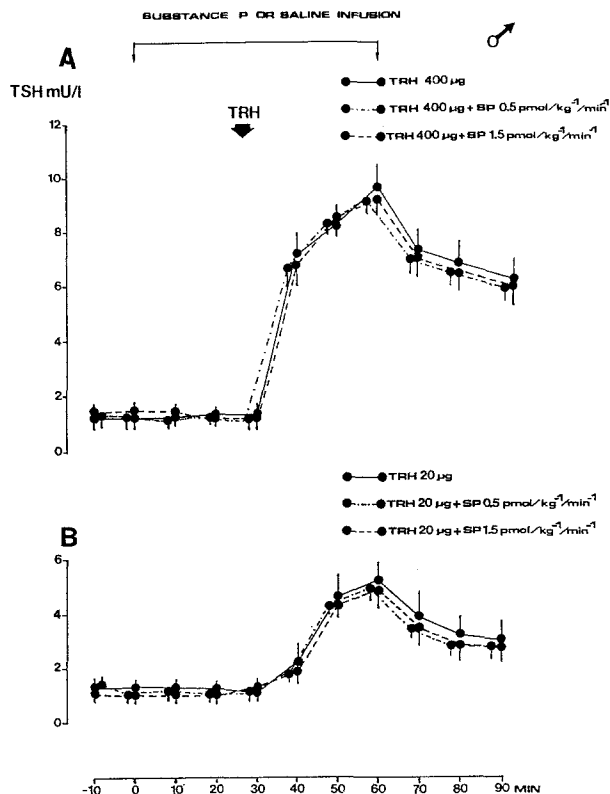 SUBSTANCE P OR SALINE INFUSION
A
TSH mU/l
TRH
TRH 400 µg
TRH 400 µg + SP 0.5 pmol/kg⁻¹/min⁻¹
TRH 400 µg + SP 1.5 pmol/kg⁻¹/min⁻¹
12
10
8
6
4
2
0
B
TRH 20 µg
TRH 20 µg + SP 0.5 pmol/kg⁻¹/min⁻¹
TRH 20 µg + SP 1.5 pmol/kg⁻¹/min⁻¹
6
4
2
0
-10 0 10 20 30 40 50 60 70 80 90 MIN